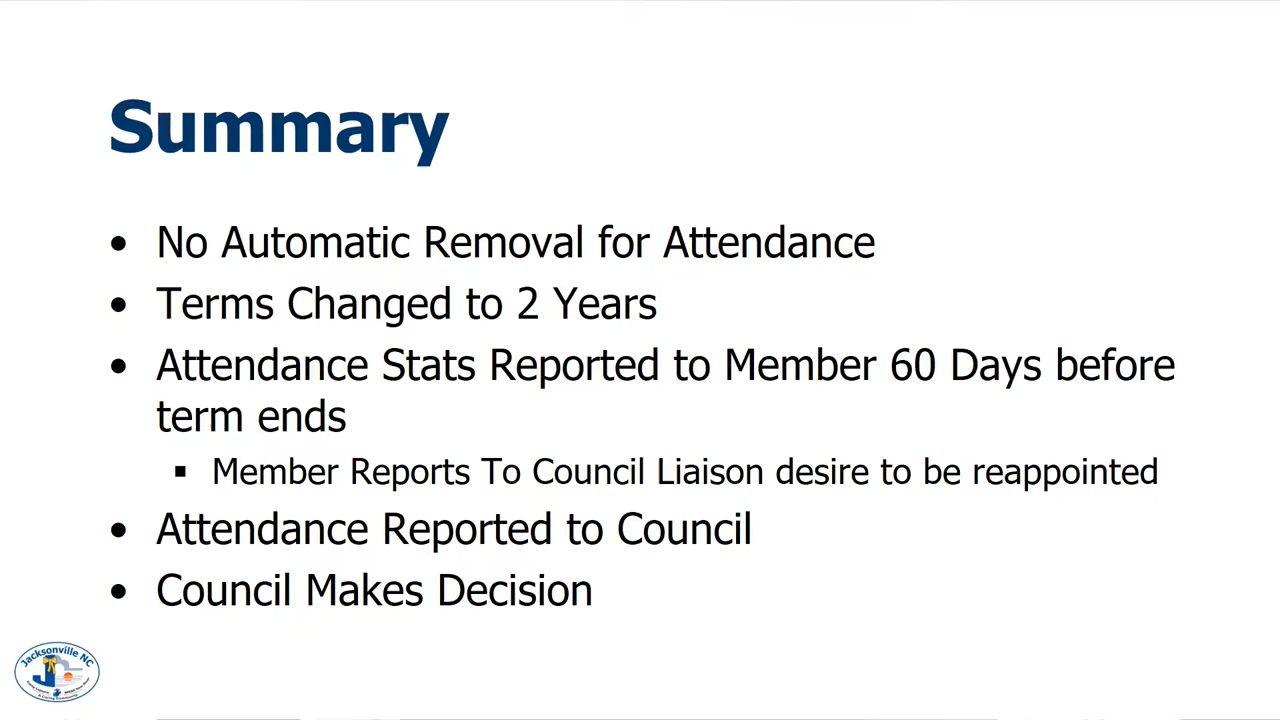 Summary
• No Automatic Removal for Attendance
• Terms Changed to 2 Years
• Attendance Stats Reported to Member 60 Days before
term ends
▪ Member Reports To Council Liaison desire to be reappointed
• Attendance Reported to Council
• Council Makes Decision
Jacksonville NC
A Caring Community